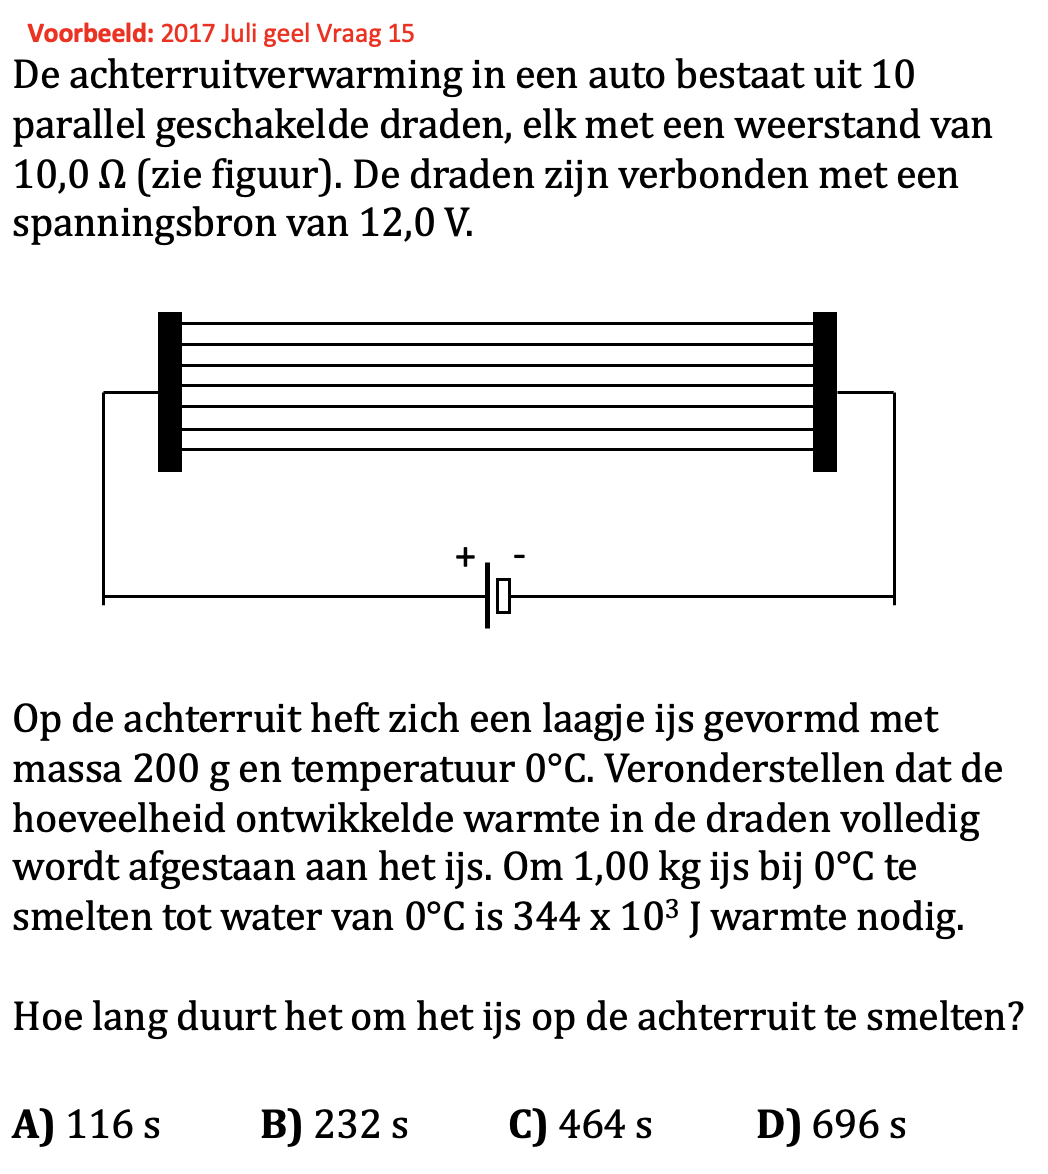 Voorbeeld: 2017 Juli geel Vraag 15
De achterruitverwarming in een auto bestaat uit 10
parallel geschakelde draden, elk met een weerstand van
10,0 Ω (zie figuur). De draden zijn verbonden met een
spanningsbron van 12,0 V.
+ -
Op de achterruit heft zich een laagje ijs gevormd met
massa 200 g en temperatuur 0°C. Veronderstellen dat de
hoeveelheid ontwikkelde warmte in de draden volledig
wordt afgestaan aan het ijs. Om 1,00 kg ijs bij 0°C te
smelten tot water van 0°C is 344 x 10³ J warmte nodig.
Hoe lang duurt het om het ijs op de achterruit te smelten?
A) 116 s B) 232 s C) 464 s D) 696 s